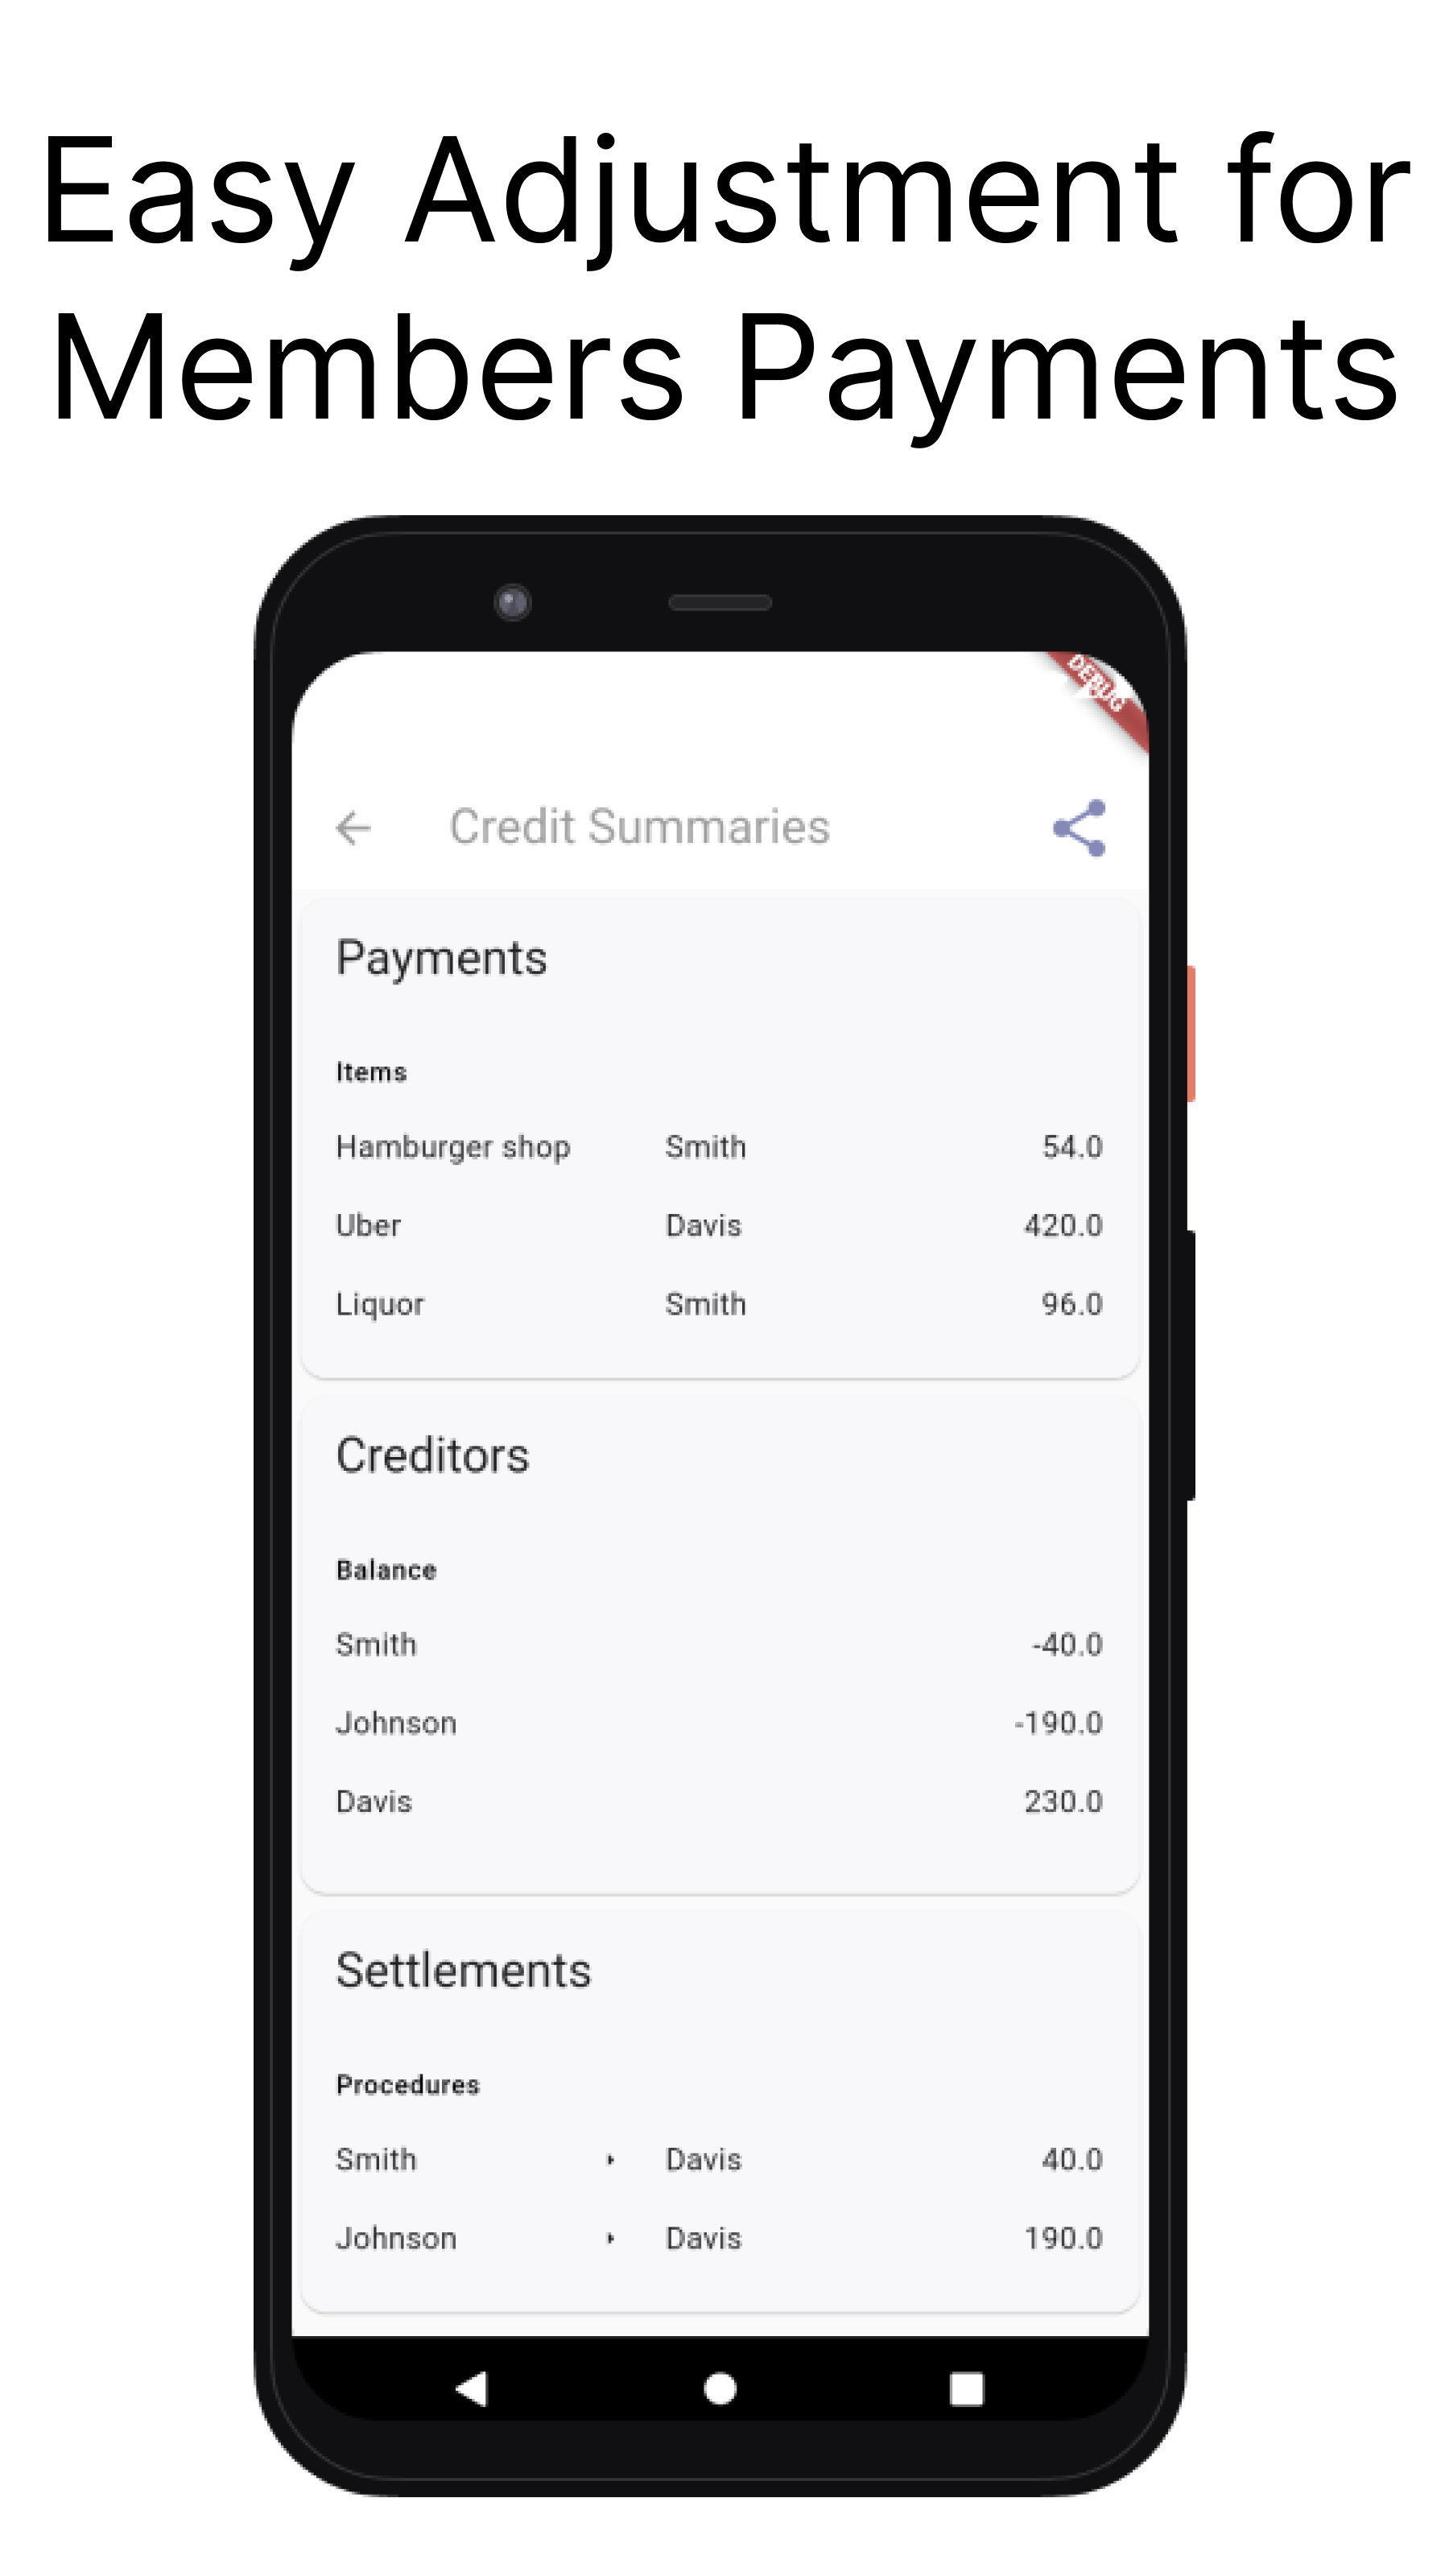 Easy Adjustment for
Members Payments
DEBUG
Credit Summaries
Payments
Items
Hamburger shop Smith 54.0
Uber Davis 420.0
Liquor Smith 96.0
Creditors
Balance
Smith -40.0
Johnson -190.0
Davis 230.0
Settlements
Procedures
Smith Davis 40.0
Johnson Davis 190.0